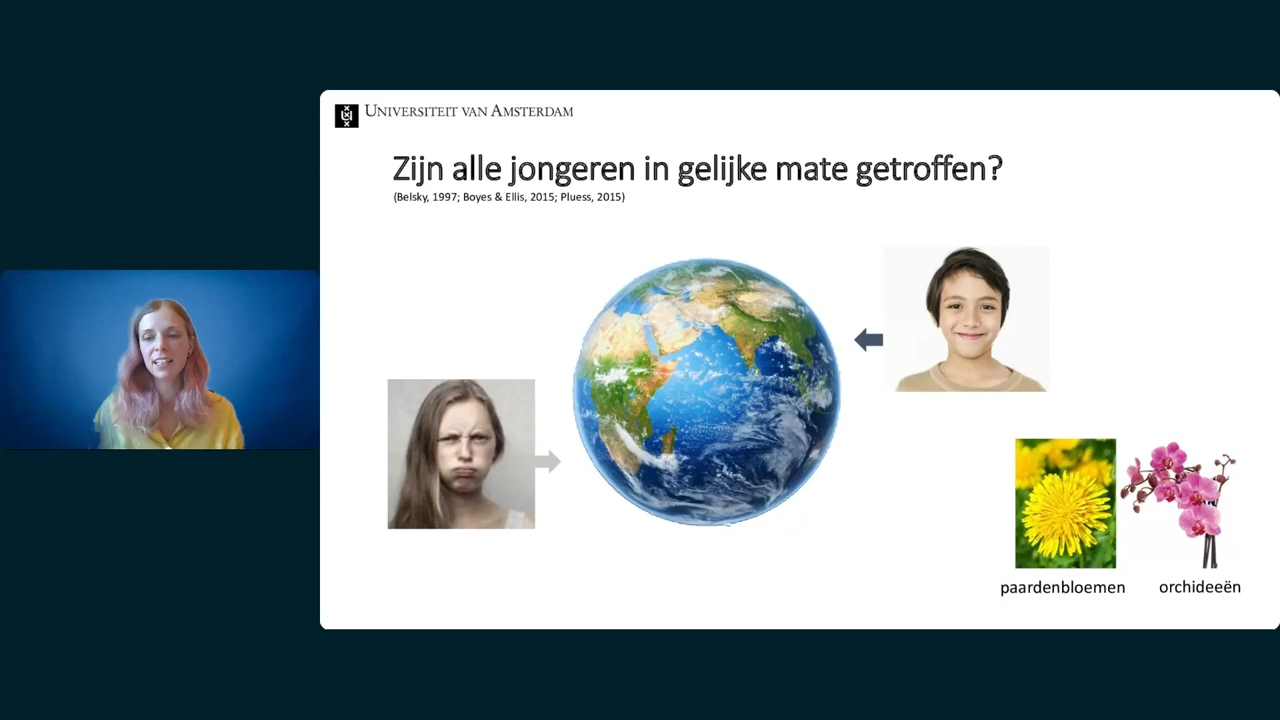 UNIVERSITEIT VAN AMSTERDAM
Zijn alle jongeren in gelijke mate getroffen?
(Belsky, 1997; Boyes & Ellis, 2015; Pluess, 2015)
paardenbloemen
orchideeën